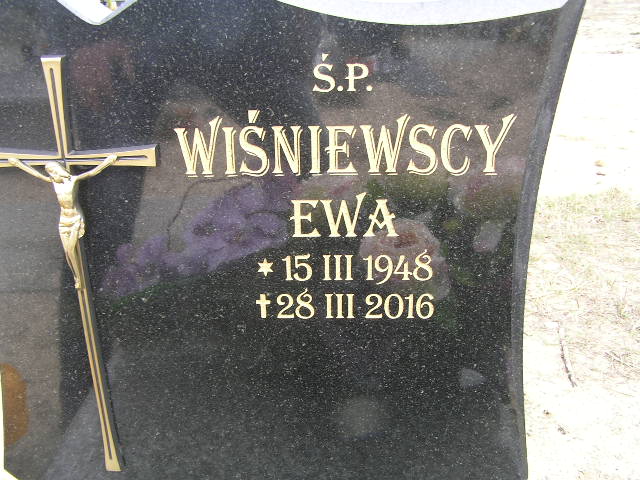 Ś.P.
WIŚNIEWSCY
EWA
* 15 III 1948
✝ 28 III 2016